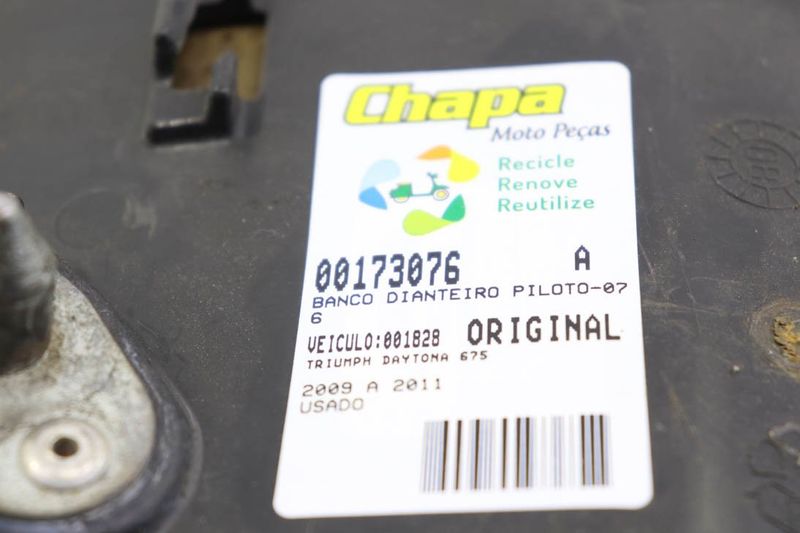 Chapa
Moto Peças
Recicle
Renove
Reutilize
00173076 A
BANCO DIANTEIRO PILOTO-07
6
VEICULO:001828 ORIGINAL
TRIUMPH DAYTONA 675
2009 A 2011
USADO